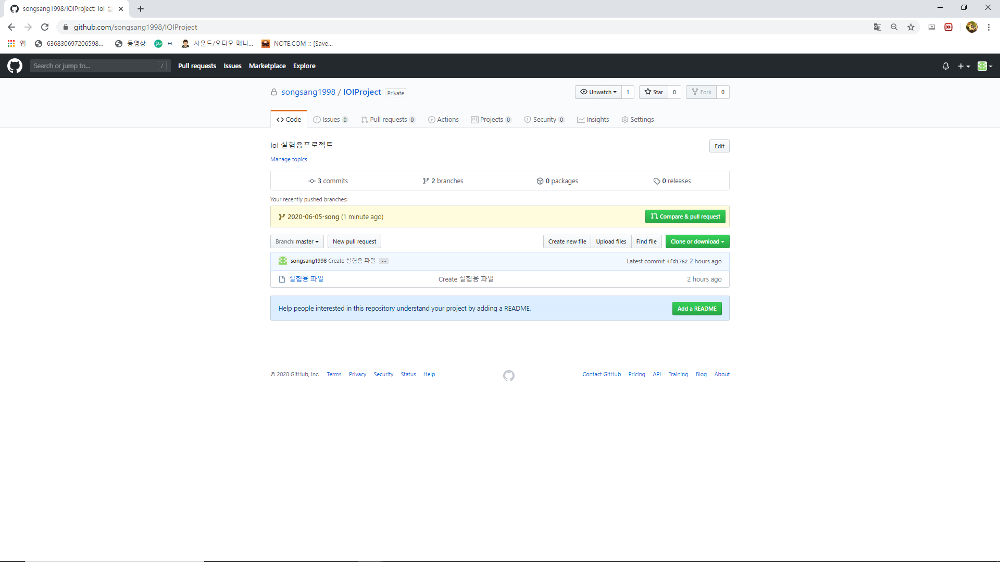 songsang1998/IOIProject: lol 실
github.com/songsang1998/IOIProject
앱 636830697206598... 동영상 ㅂ 사운드/오디오 매니... NOTE.COM :: [Save...
Search or jump to... / Pull requests Issues Marketplace Explore
songsang1998 / IOIProject Private Unwatch 1 Star 0 Fork 0
Code Issues 0 Pull requests 0 Actions Projects 0 Security 0 Insights Settings
lol 실험용프로젝트 Edit
Manage topics
3 commits 2 branches 0 packages 0 releases
Your recently pushed branches:
2020-06-05-song (1 minute ago) Compare & pull request
Branch: master New pull request Create new file Upload files Find file Clone or download
songsang1998 Create 실험용 파일 ... Latest commit 4fd1762 2 hours ago
실험용 파일 Create 실험용 파일 2 hours ago
Help people interested in this repository understand your project by adding a README. Add a README
© 2020 GitHub, Inc. Terms Privacy Security Status Help Contact GitHub Pricing API Training Blog About